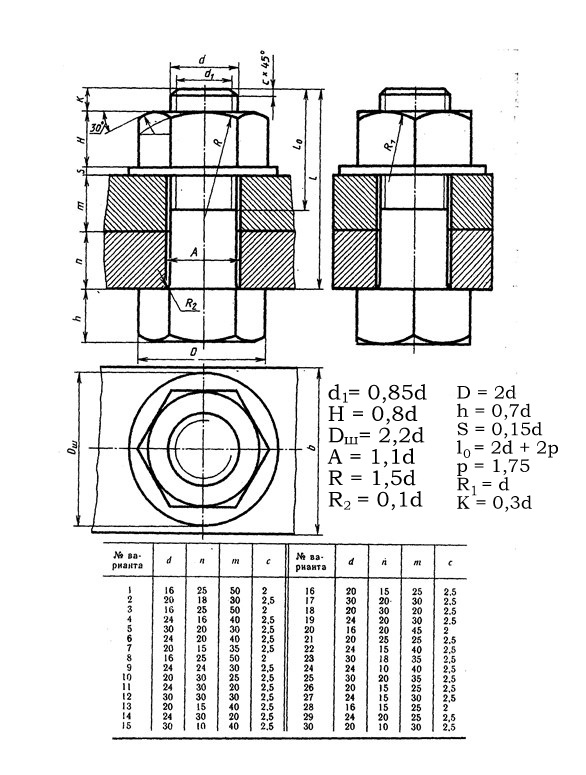 d
d₁
c × 45°
K
30°
H
S
m
n
h
R
L₀
L
A
R₂
D
R₁
Dш
b
d₁= 0,85d
H = 0,8d
Dш= 2,2d
A = 1,1d
R = 1,5d
R₂ = 0,1d
D = 2d
h = 0,7d
S = 0,15d
l₀ = 2d + 2p
p = 1,75
R₁ = d
K = 0,3d
№ ва-рианта d n m c № ва-рианта d n m c
1 16 25 50 2 16 20 15 25 2,5
2 20 18 30 2,5 17 30 20 30 2,5
3 16 25 50 2 18 20 30 20 2,5
4 24 16 40 2,5 19 24 20 30 2,5
5 30 20 30 2,5 20 16 20 45 2
6 24 20 40 2,5 21 20 25 25 2,5
7 20 15 35 2,5 22 24 15 40 2,5
8 16 25 50 2 23 30 18 35 2,5
9 24 24 30 2,5 24 24 10 40 2,5
10 20 30 25 2,5 25 30 20 35 2,5
11 24 30 20 2,5 26 20 15 25 2,5
12 30 30 30 2,5 27 24 15 30 2,5
13 20 15 40 2,5 28 16 15 25 2
14 24 30 20 2,5 29 24 20 25 2,5
15 30 10 40 2,5 30 20 10 30 2,5